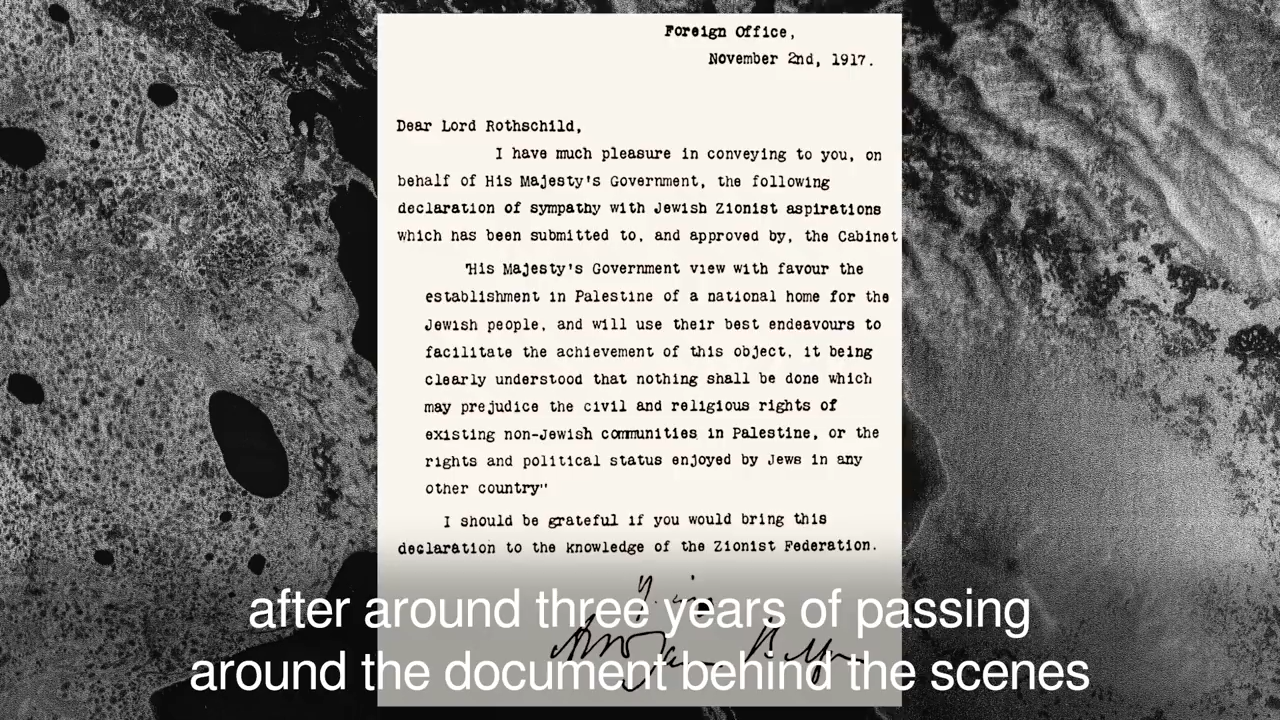 Foreign Office,
November 2nd, 1917.
Dear Lord Rothschild,
I have much pleasure in conveying to you, on
behalf of His Majesty's Government, the following
declaration of sympathy with Jewish Zionist aspirations
which has been submitted to, and approved by, the Cabinet
"His Majesty's Government view with favour the
establishment in Palestine of a national home for the
Jewish people, and will use their best endeavours to
facilitate the achievement of this object, it being
clearly understood that nothing shall be done which
may prejudice the civil and religious rights of
existing non-Jewish communities in Palestine, or the
rights and political status enjoyed by Jews in any
other country"
I should be grateful if you would bring this
declaration to the knowledge of the Zionist Federation.
after around three years of passing
around the document behind the scenes